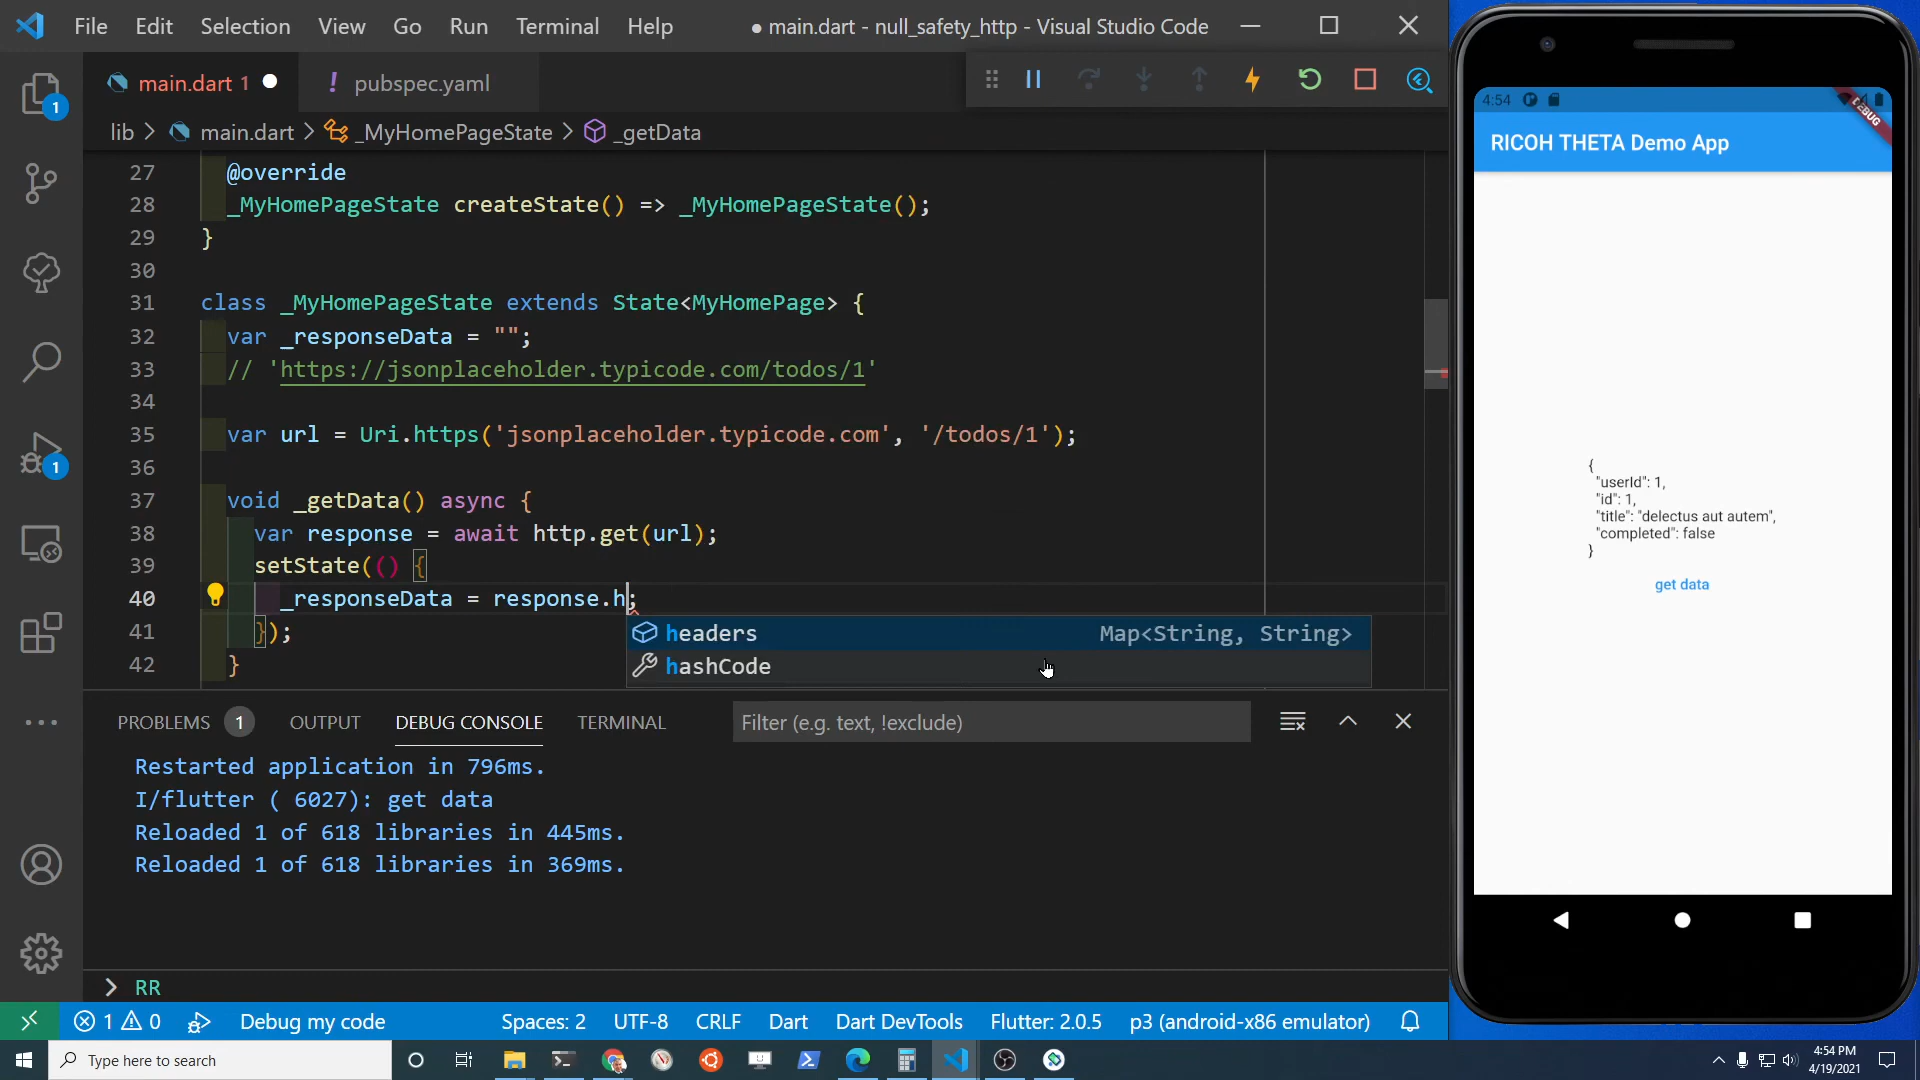 File Edit Selection View Go Run Terminal Help ● main.dart - null_safety_http - Visual Studio Code
main.dart 1 ! pubspec.yaml
lib > main.dart > _MyHomePageState > _getData
27 @override
28 _MyHomePageState createState() => _MyHomePageState();
29 }
30
31 class _MyHomePageState extends State<MyHomePage> {
32 var _responseData = "";
33 // 'https://jsonplaceholder.typicode.com/todos/1'
34
35 var url = Uri.https('jsonplaceholder.typicode.com', '/todos/1');
36
37 void _getData() async {
38 var response = await http.get(url);
39 setState(() {
40 _responseData = response.h;
41 });
42 }
headers Map<String, String>
hashCode
PROBLEMS 1 OUTPUT DEBUG CONSOLE TERMINAL Filter (e.g. text, !exclude)
Restarted application in 796ms.
I/flutter ( 6027): get data
Reloaded 1 of 618 libraries in 445ms.
Reloaded 1 of 618 libraries in 369ms.
> RR
1 0 Debug my code Spaces: 2 UTF-8 CRLF Dart Dart DevTools Flutter: 2.0.5 p3 (android-x86 emulator)
1
1
4:54
DEBUG
RICOH THETA Demo App
{
"userId": 1,
"id": 1,
"title": "delectus aut autem",
"completed": false
}
get data
Type here to search
4:54 PM
4/19/2021